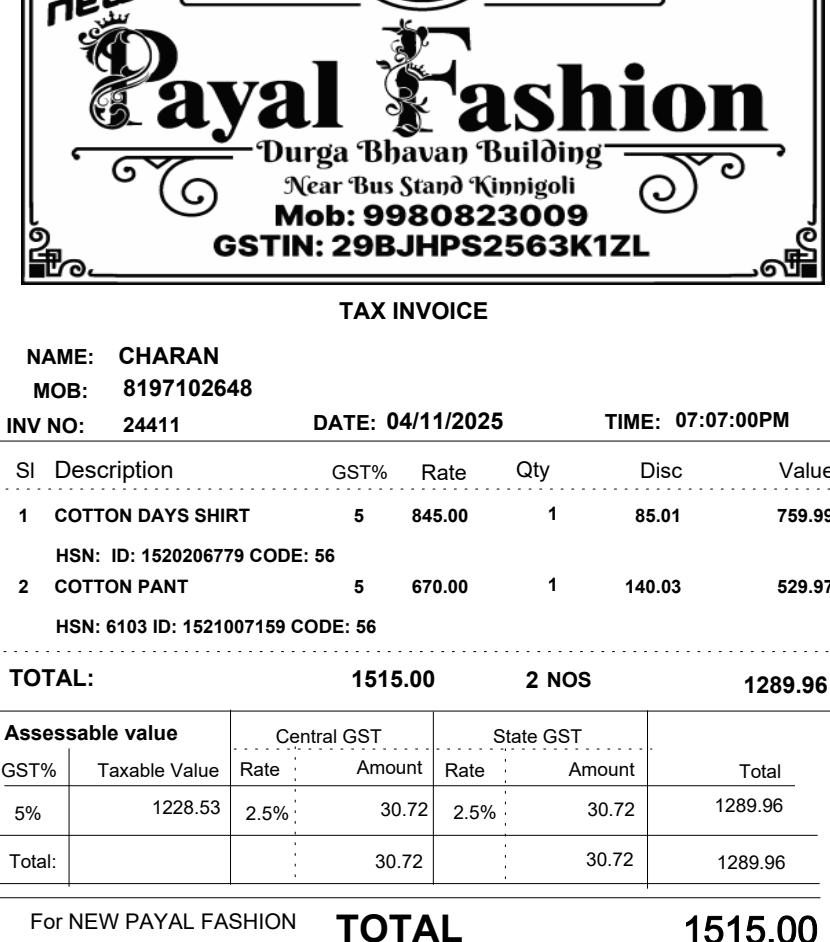 new
Payal Fashion
Durga Bhavan Building
Near Bus Stand Kinnigoli
Mob: 9980823009
GSTIN: 29BJHPS2563K1ZL
TAX INVOICE
NAME: CHARAN
MOB: 8197102648
INV NO: 24411 DATE: 04/11/2025 TIME: 07:07:00PM
Sl Description GST% Rate Qty Disc Value
1 COTTON DAYS SHIRT 5 845.00 1 85.01 759.99
HSN: ID: 1520206779 CODE: 56
2 COTTON PANT 5 670.00 1 140.03 529.97
HSN: 6103 ID: 1521007159 CODE: 56
TOTAL: 1515.00 2 NOS 1289.96
Assessable value Central GST State GST
GST% Taxable Value Rate Amount Rate Amount Total
5% 1228.53 2.5% 30.72 2.5% 30.72 1289.96
Total: 30.72 30.72 1289.96
For NEW PAYAL FASHION TOTAL 1515.00